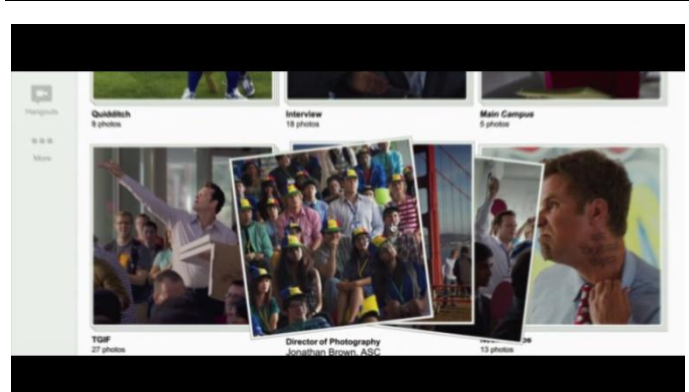 Hangouts
More
Quidditch
9 photos
Interview
18 photos
Main Campus
5 photos
TGIF
27 photos
Director of Photography
Jonathan Brown, ASC
13 photos